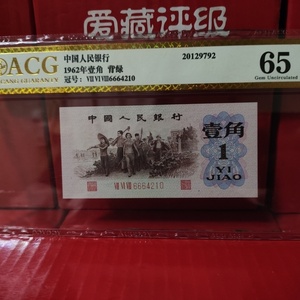 爱藏评级
ACG
中国人民银行
1962年壹角 背绿
冠号: Ⅶ Ⅵ Ⅷ 6664210
20129792
65
Gem Uncirculated
中国人民银行
壹角
1
YI
JIAO
Ⅶ Ⅵ Ⅷ 6664210